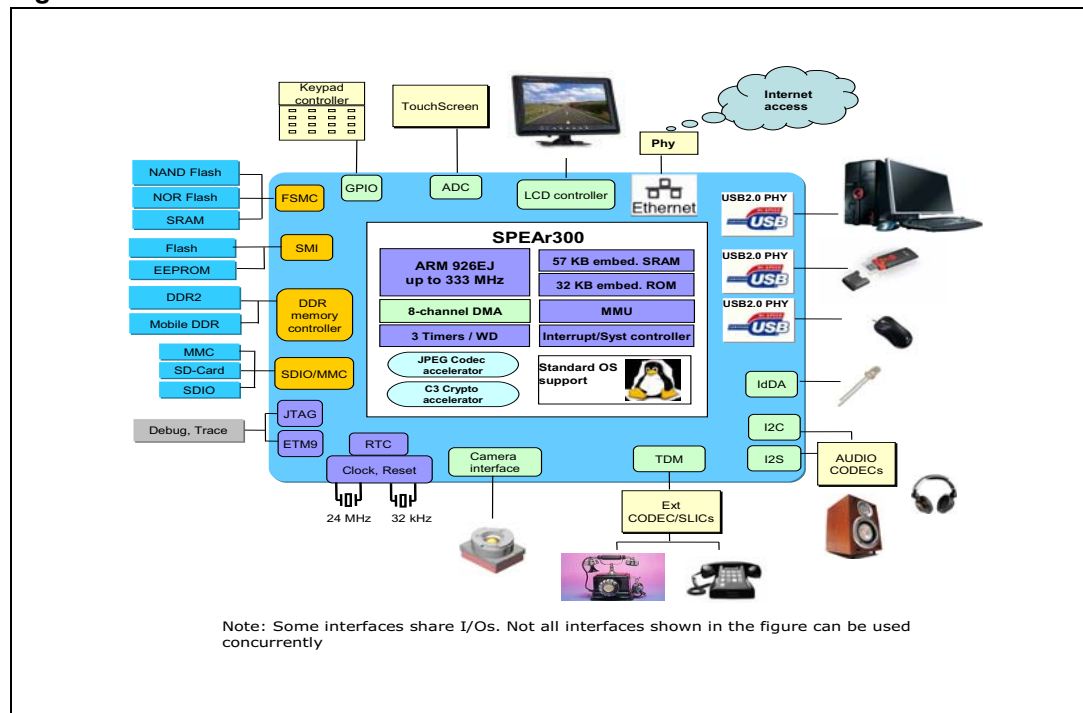 Keypad
controller
TouchScreen
Internet
access
Phy
NAND Flash
NOR Flash
SRAM
FSMC
GPIO
ADC
LCD controller
Ethernet
USB2.0 PHY
USB
Flash
EEPROM
SMI
SPEAr300
ARM 926EJ
up to 333 MHz
57 KB embed. SRAM
32 KB embed. ROM
USB2.0 PHY
USB
DDR2
Mobile DDR
DDR
memory
controller
8-channel DMA
MMU
USB2.0 PHY
USB
3 Timers / WD
Interrupt/Syst controller
MMC
SD-Card
SDIO
SDIO/MMC
JPEG Codec
accelerator
C3 Crypto
accelerator
Standard OS
support
IdDA
Debug, Trace
JTAG
ETM9
RTC
Clock, Reset
24 MHz
32 kHz
Camera
interface
TDM
I2C
I2S
AUDIO
CODECs
Ext
CODEC/SLICs
Note: Some interfaces share I/Os. Not all interfaces shown in the figure can be used
concurrently